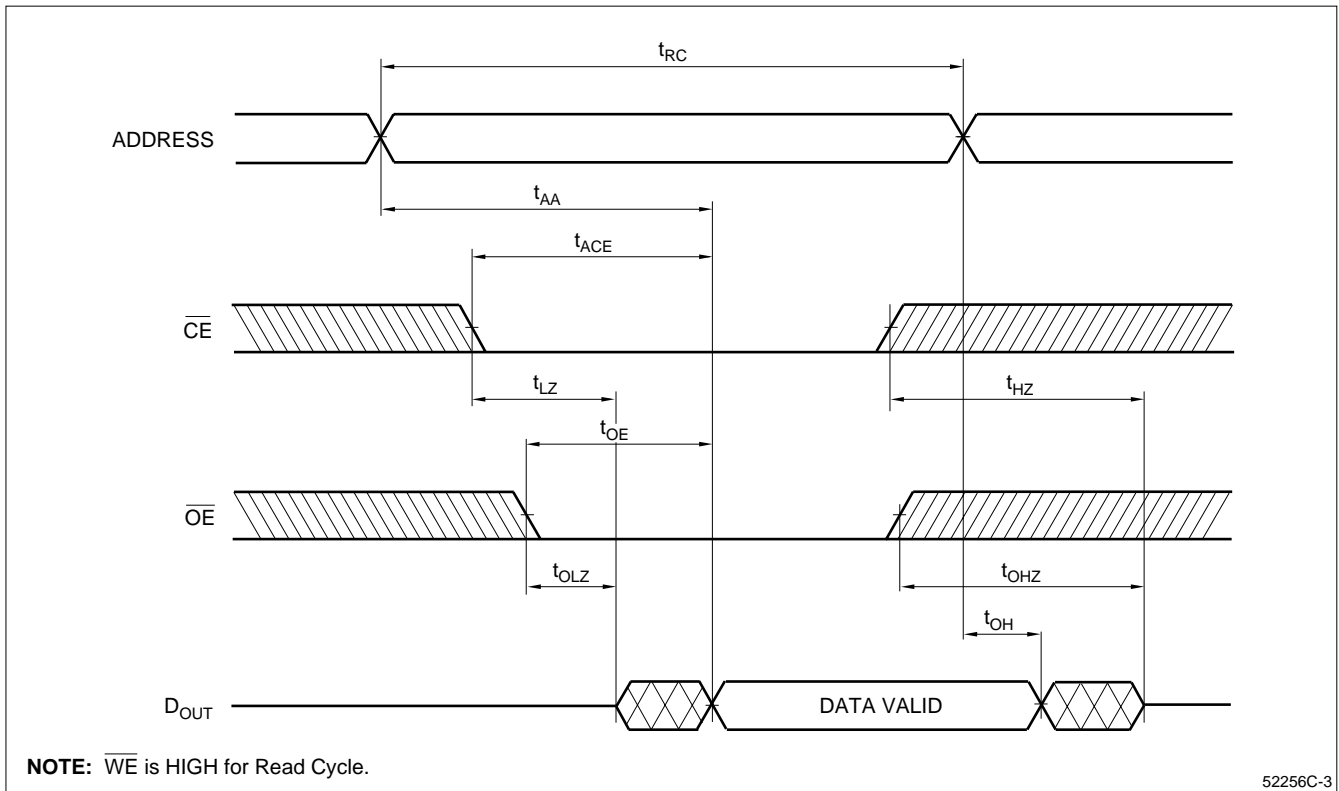 tRC
ADDRESS
tAA
tACE
CE
tLZ
tHZ
tOE
OE
tOLZ
tOHZ
tOH
DOUT
DATA VALID
NOTE: WE is HIGH for Read Cycle.
52256C-3